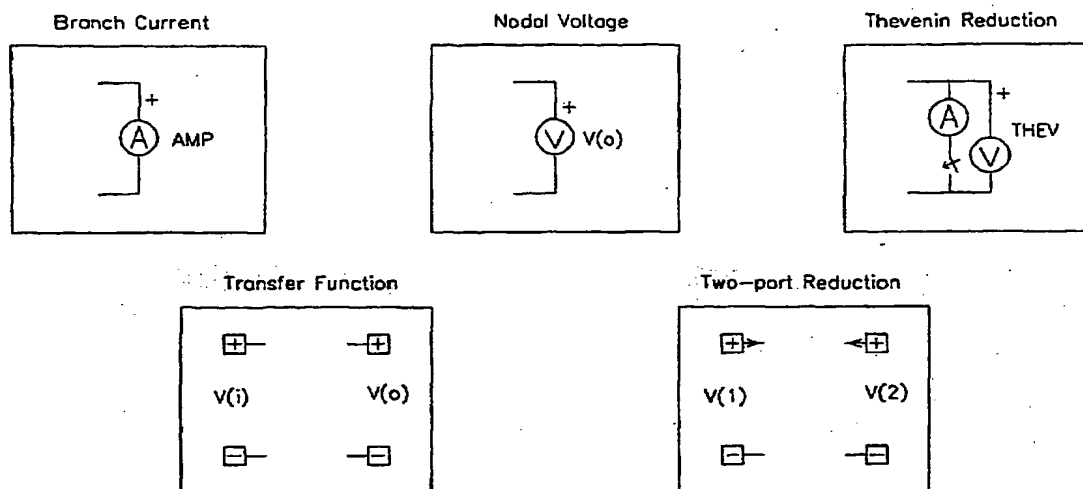 Branch Current
Nodal Voltage
Thevenin Reduction
+
A AMP
+
V V(o)
A
+
THEV
V
Transfer Function
Two-port Reduction
+ +
V(i) V(o)
- -
+ +
V(1) V(2)
- -